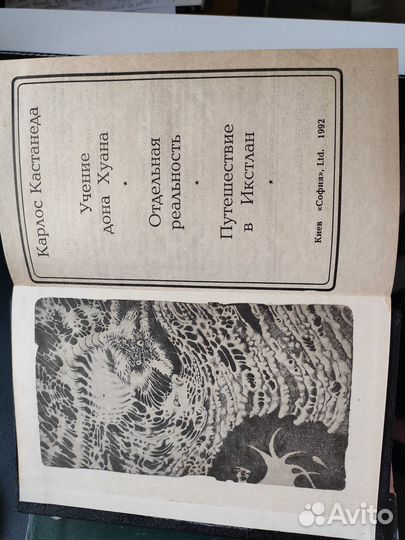 Карлос Кастанеда
Учение
дона Хуана
*
Отдельная
реальность
*
Путешествие
в Икстлан
*
Киев «София», Ltd. 1992
Avito